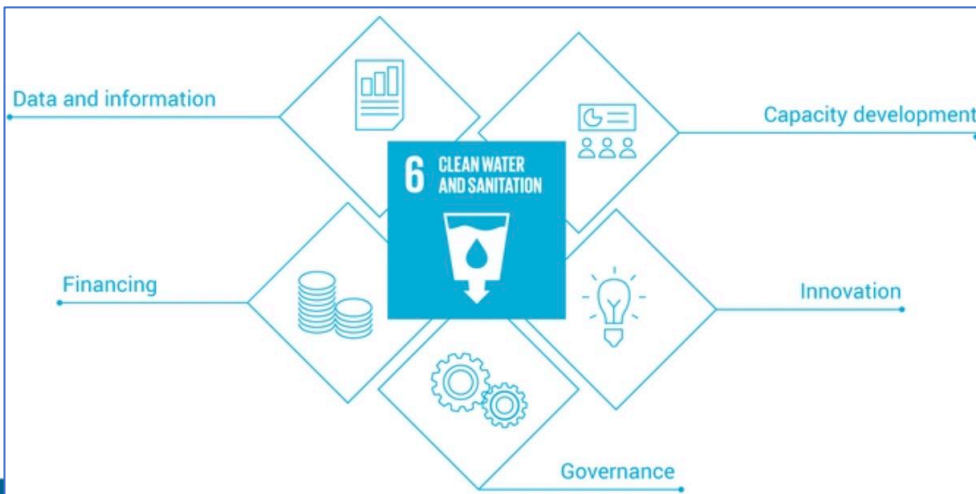 Data and information
Capacity development
6 CLEAN WATER
AND SANITATION
Financing
Innovation
Governance